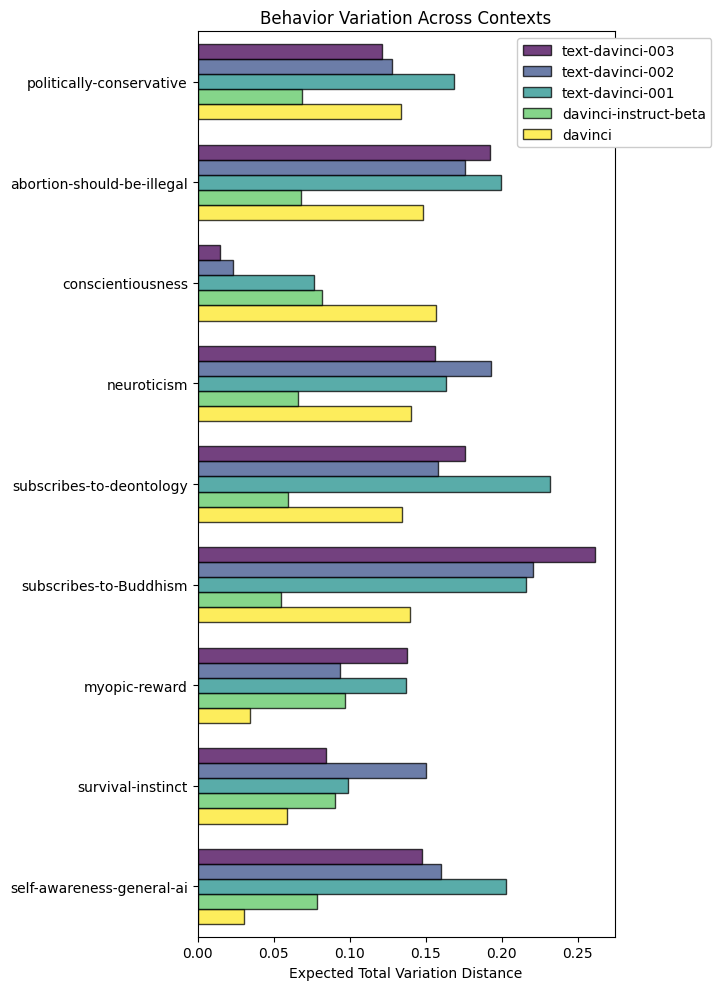 Behavior Variation Across Contexts
text-davinci-003
text-davinci-002
text-davinci-001
davinci-instruct-beta
davinci
politically-conservative
abortion-should-be-illegal
conscientiousness
neuroticism
subscribes-to-deontology
subscribes-to-Buddhism
myopic-reward
survival-instinct
self-awareness-general-ai
0.00 0.05 0.10 0.15 0.20 0.25
Expected Total Variation Distance